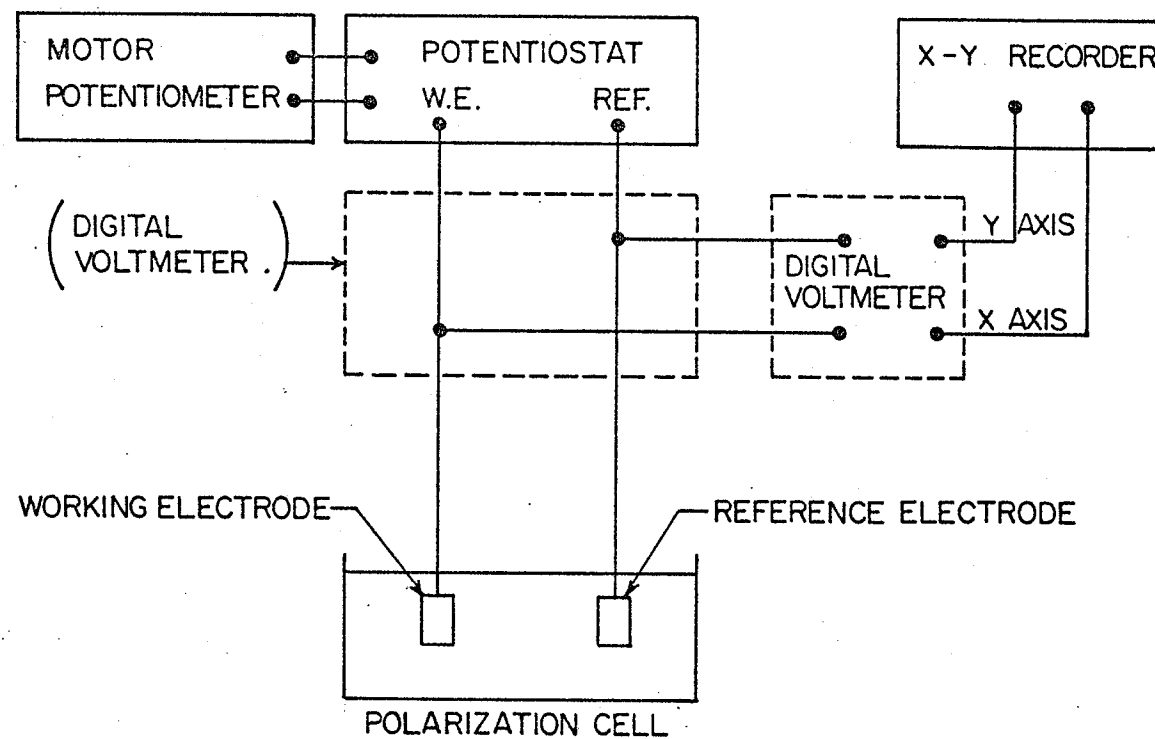 MOTOR
POTENTIOMETER
POTENTIOSTAT
W.E. REF.
X-Y RECORDER
(DIGITAL
VOLTMETER.)
Y AXIS
DIGITAL
VOLTMETER
X AXIS
WORKING ELECTRODE
REFERENCE ELECTRODE
POLARIZATION CELL